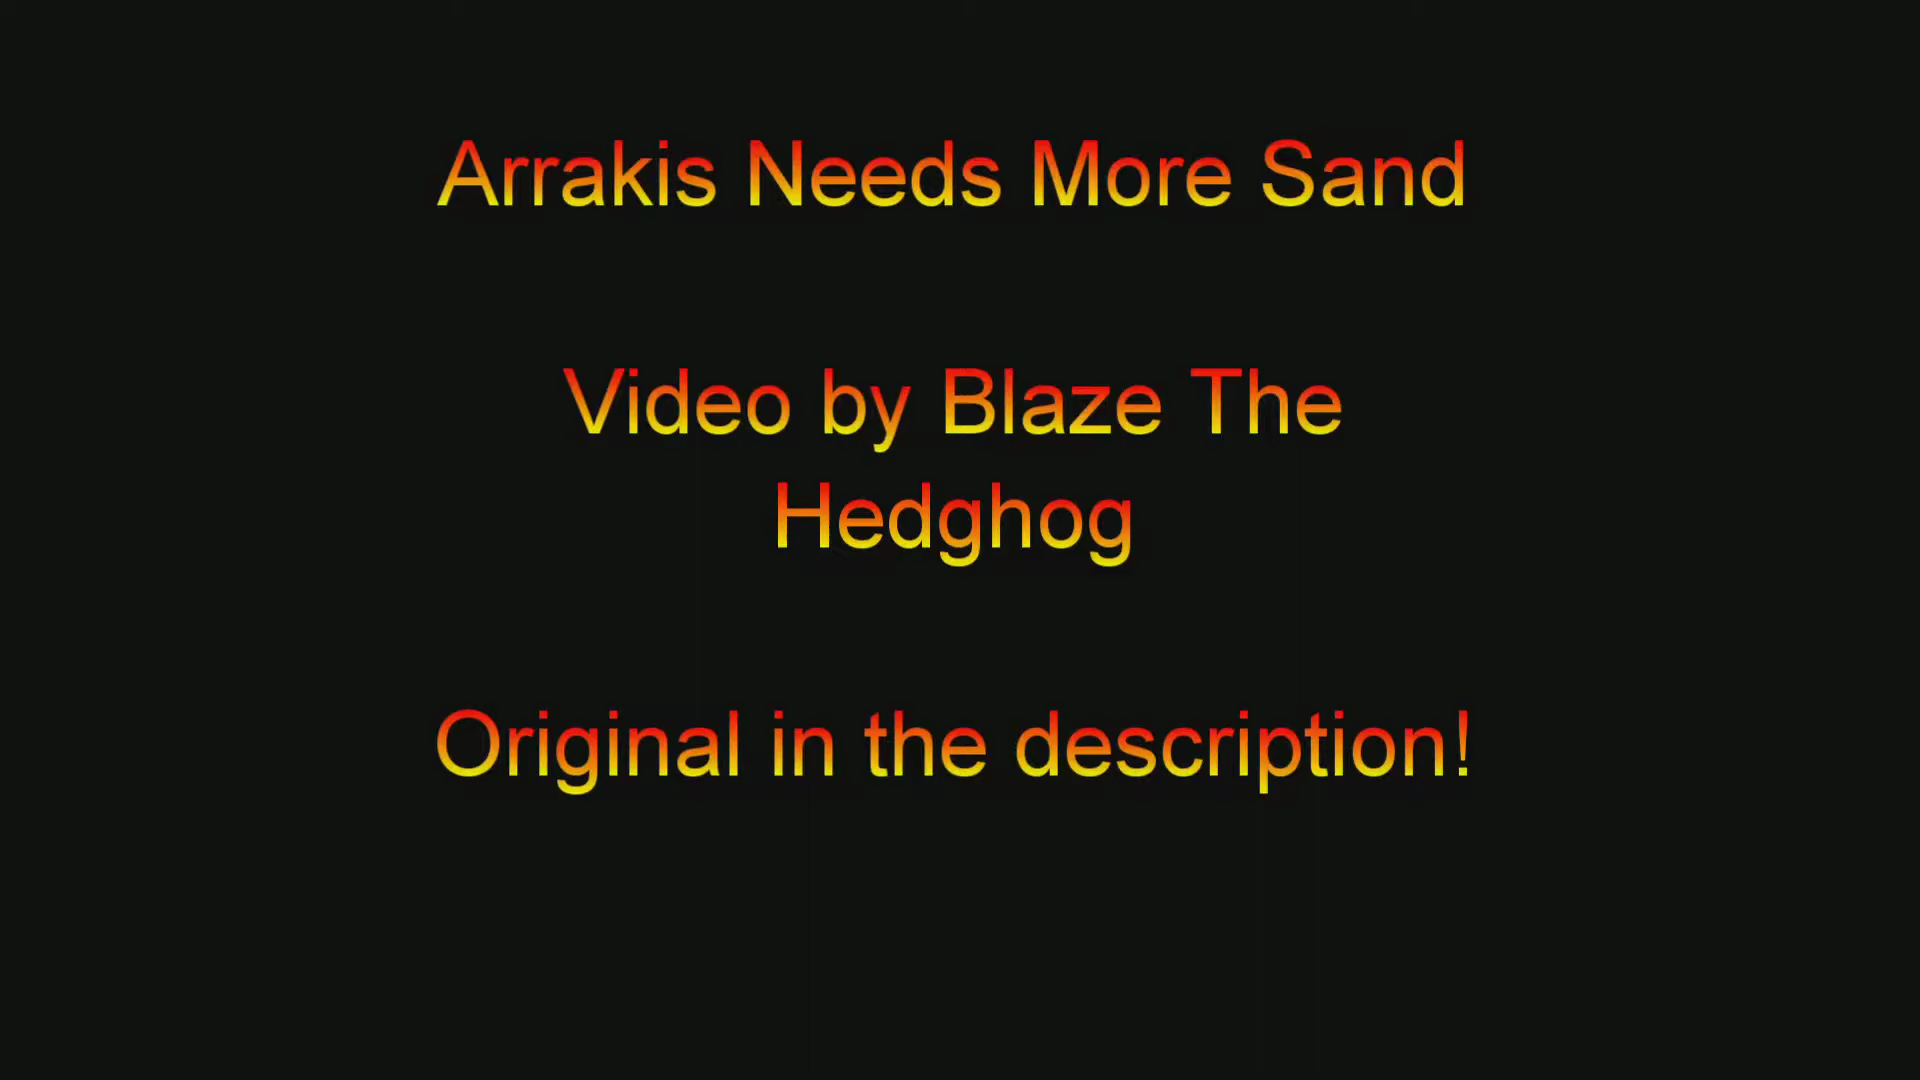 Arrakis Needs More Sand
Video by Blaze The
Hedghog
Original in the description!